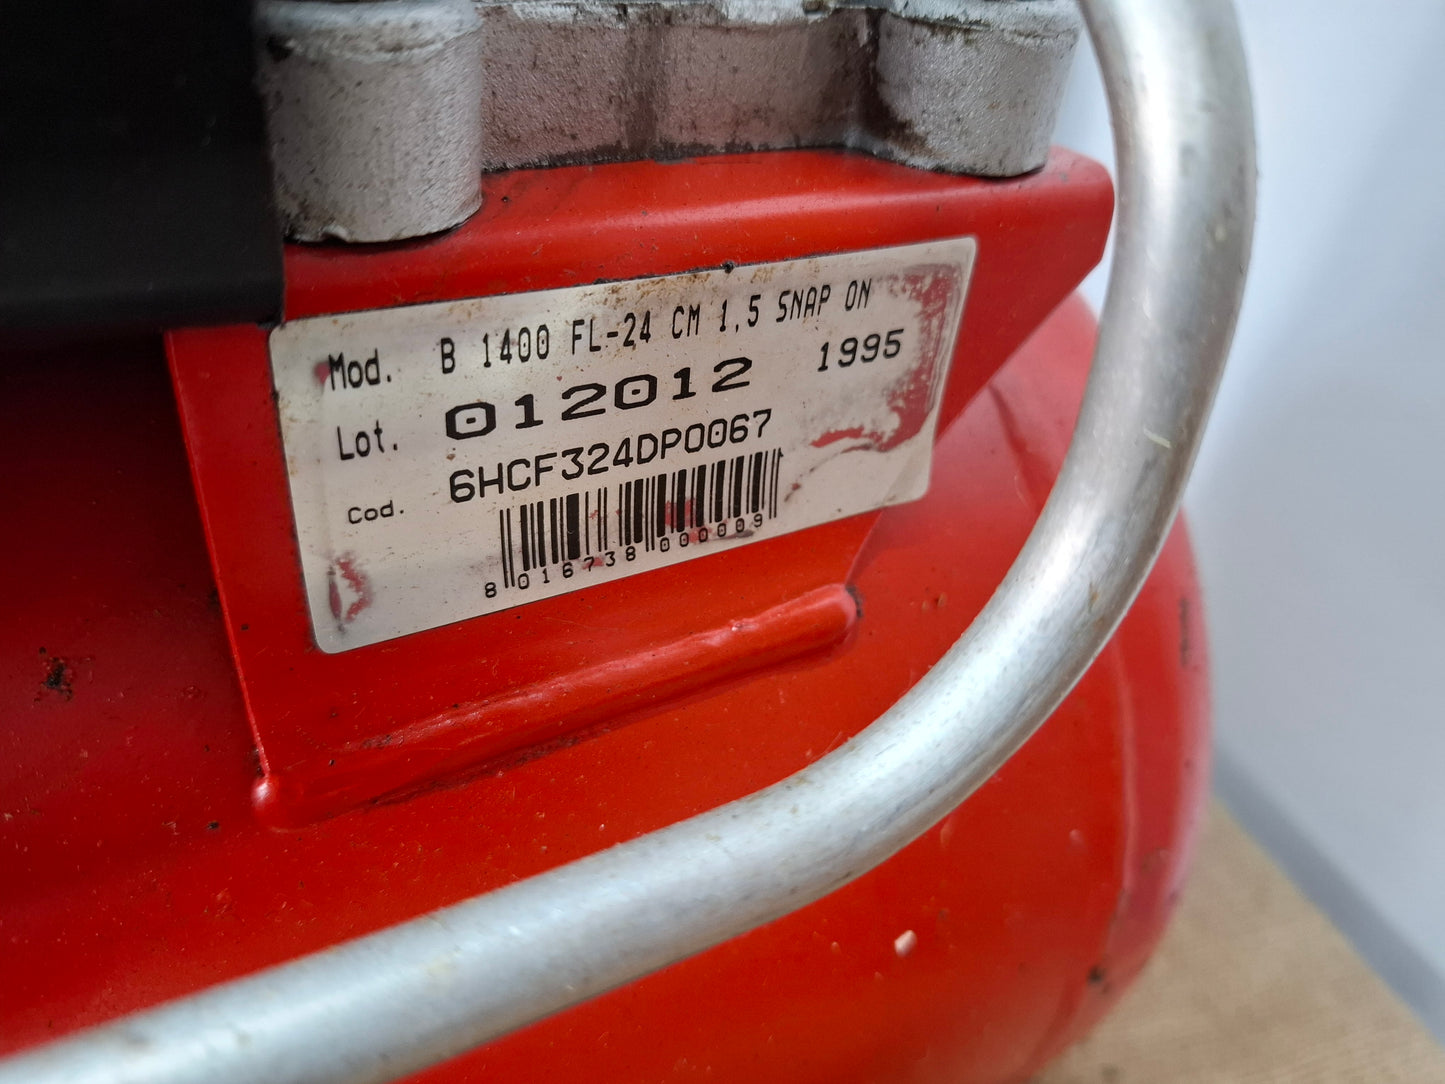 Mod. B 1400 FL-24 CM 1,5 SNAP ON
Lot. 012012 1995
Cod. 6HCF324DP0067
8 016738 000009